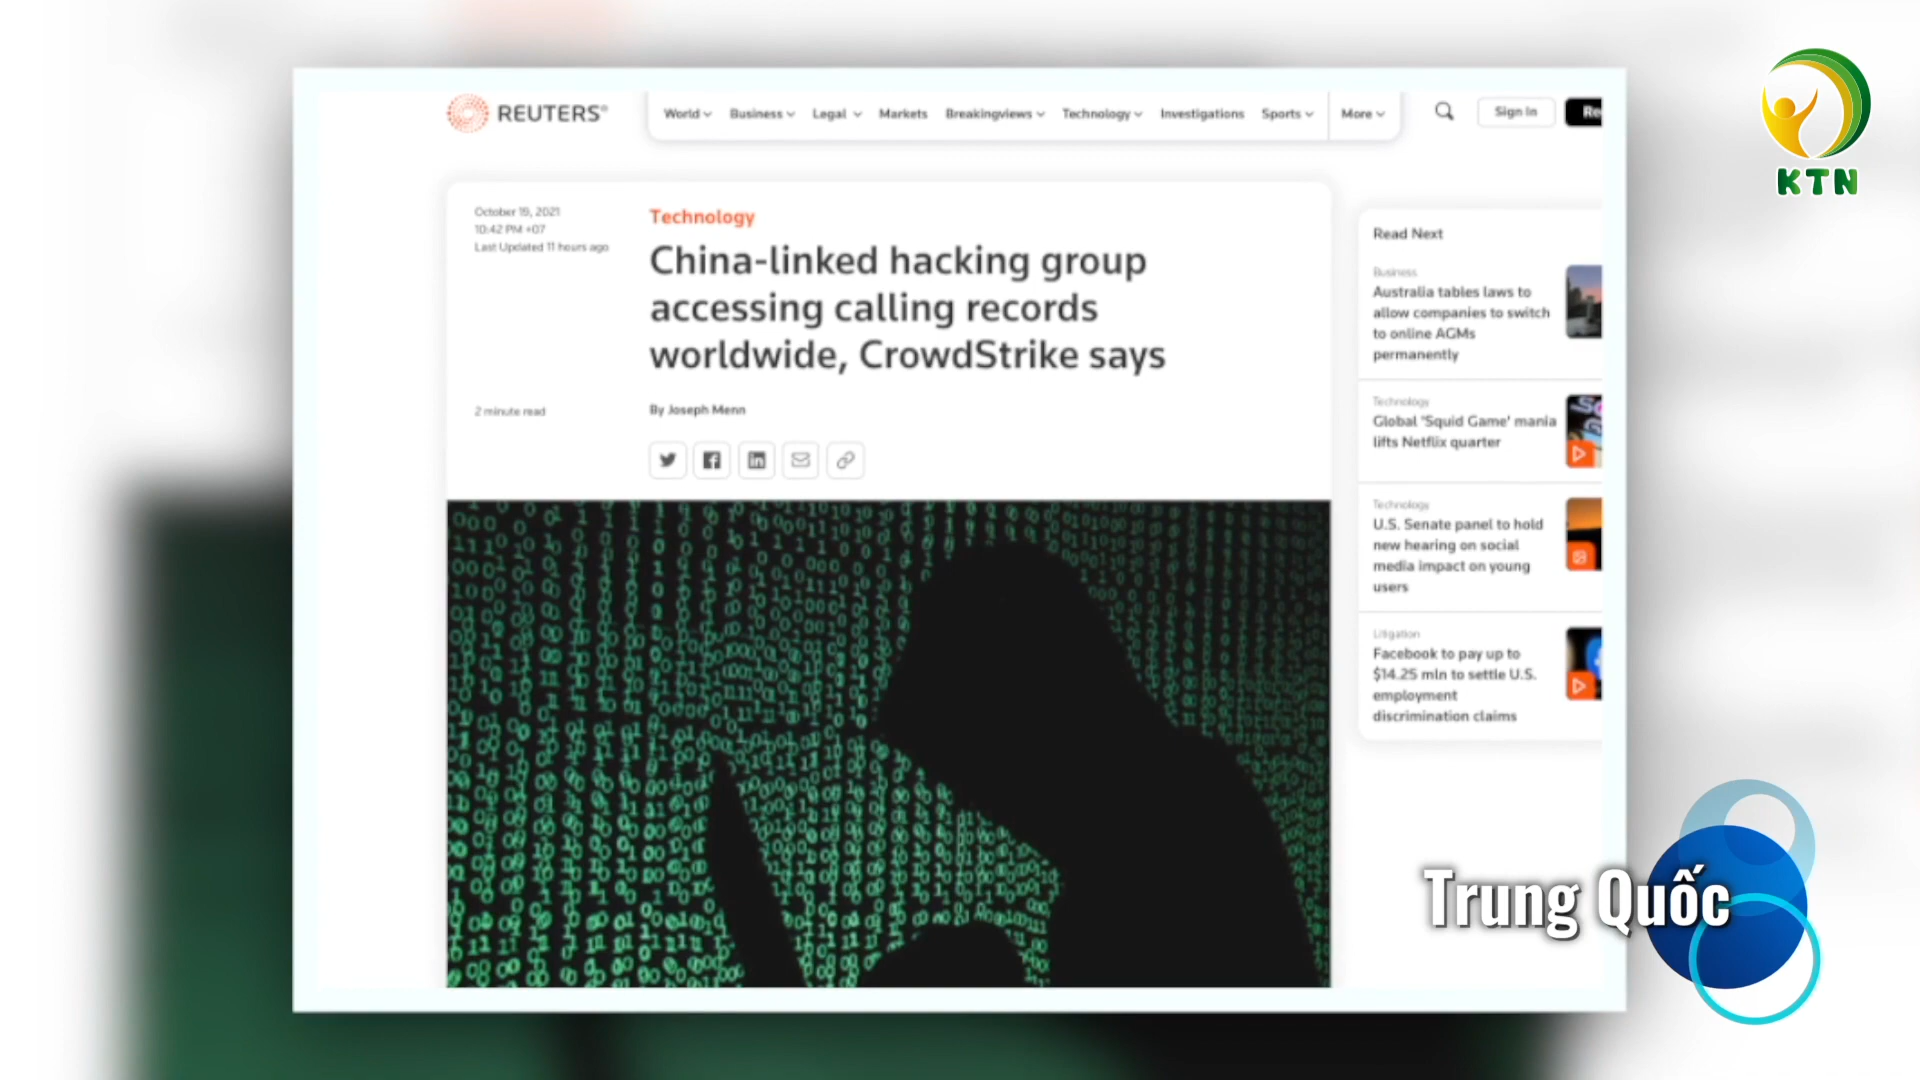 REUTERS®
World
Business
Legal
Markets
Breakingviews
Technology
Investigations
Sports
More
Sign In
Re
KTN
October 19, 2021
10:42 PM +07
Last Updated 11 hours ago
Technology
China-linked hacking group
accessing calling records
worldwide, CrowdStrike says
2 minute read
By Joseph Menn
Read Next
Business
Australia tables laws to
allow companies to switch
to online AGMs
permanently
Technology
Global 'Squid Game' mania
lifts Netflix quarter
Technology
U.S. Senate panel to hold
new hearing on social
media impact on young
users
Litigation
Facebook to pay up to
$14.25 mln to settle U.S.
employment
discrimination claims
Trung Quốc